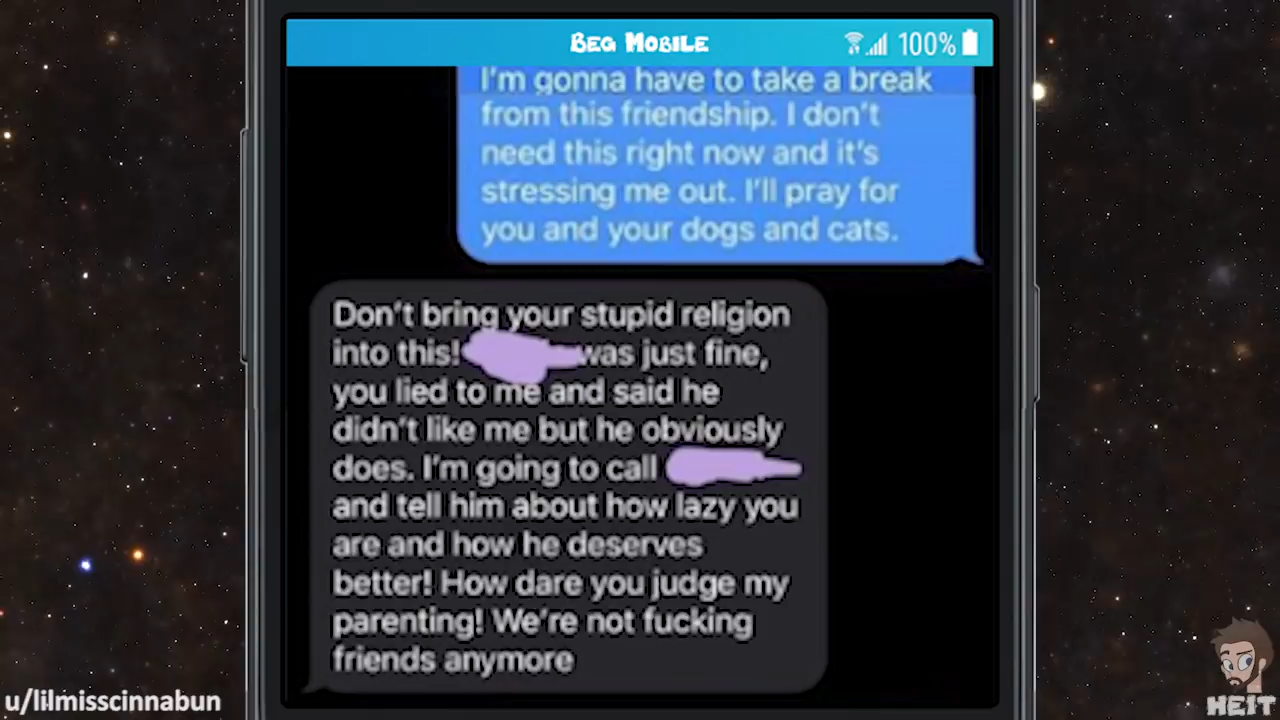 Beg Mobile
100%
I'm gonna have to take a break
from this friendship. I don't
need this right now and it's
stressing me out. I'll pray for
you and your dogs and cats.
Don't bring your stupid religion
into this! was just fine,
you lied to me and said he
didn't like me but he obviously
does. I'm going to call
and tell him about how lazy you
are and how he deserves
better! How dare you judge my
parenting! We're not fucking
friends anymore
u/lilmisscinnabun
HEIT